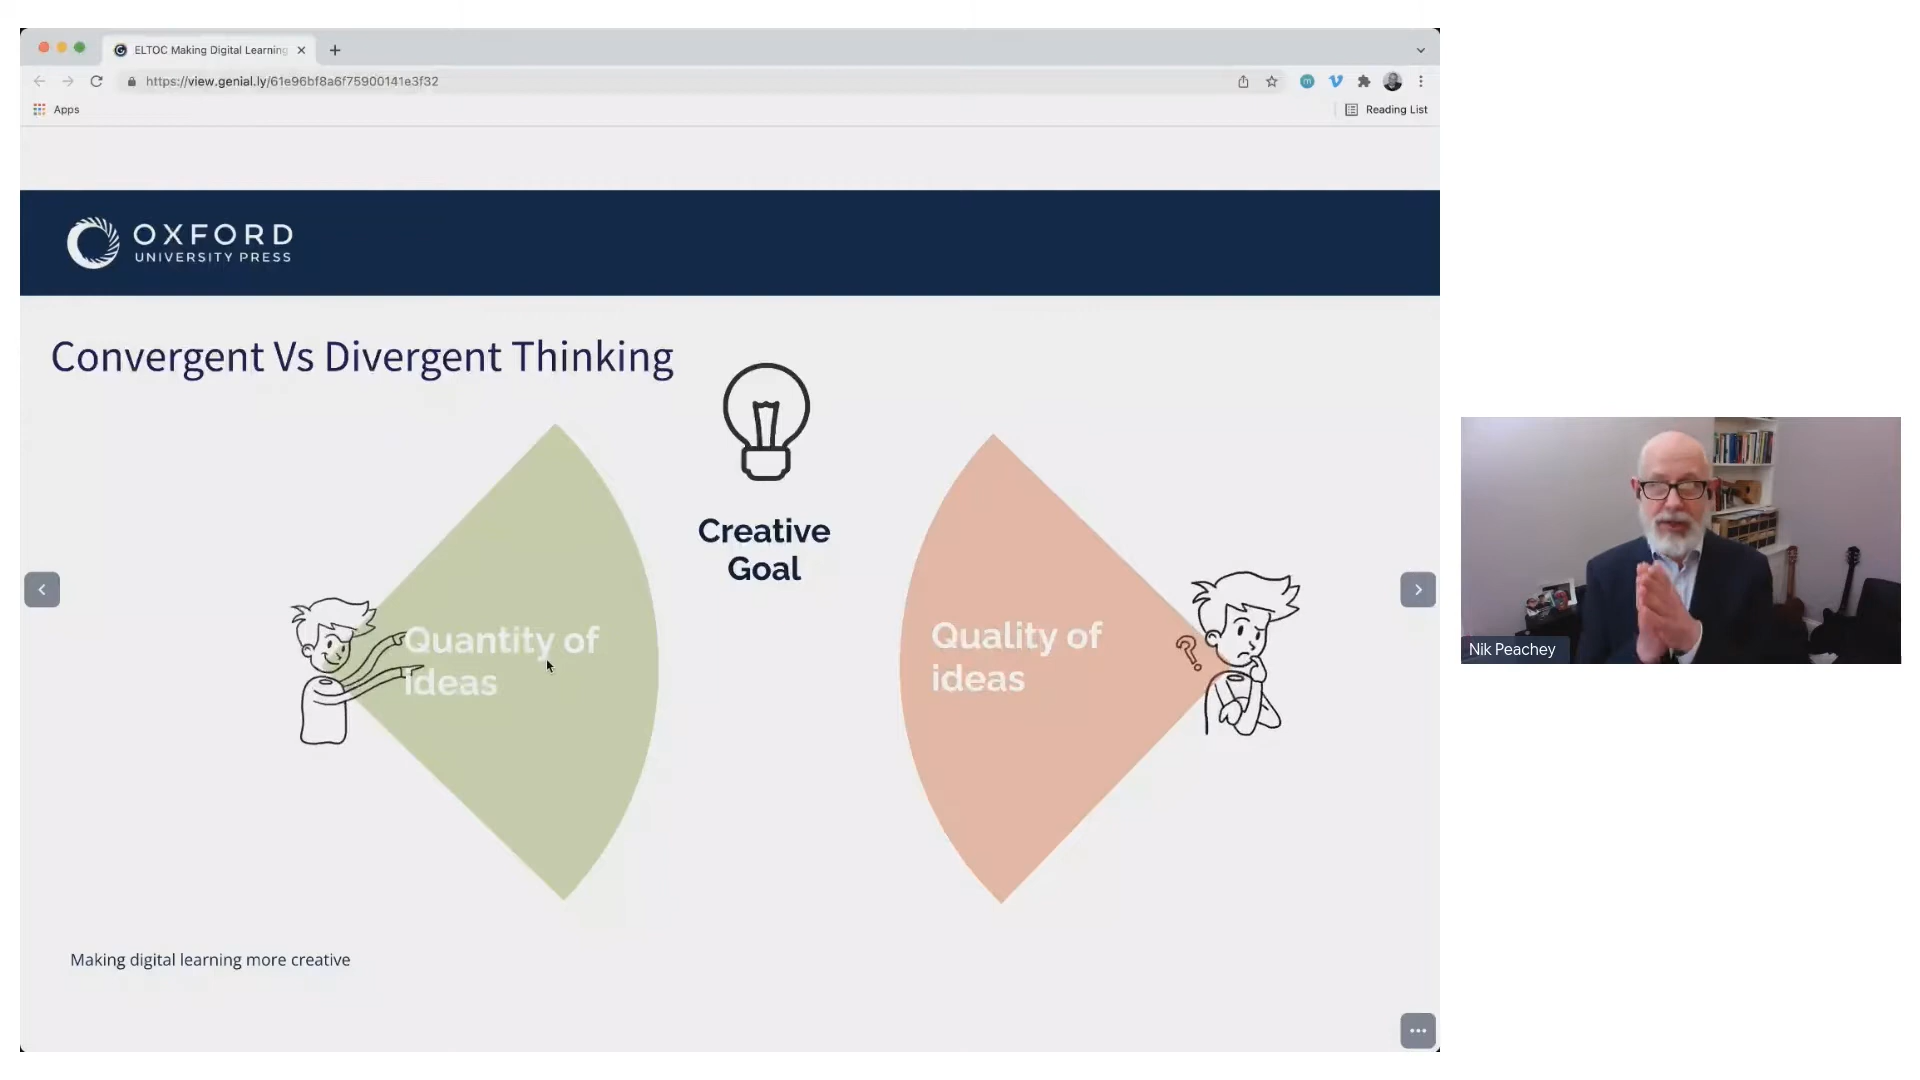 ELTOC Making Digital Learning
https://view.genial.ly/61e96bf8a6f75900141e3f32
Apps
Reading List
OXFORD
UNIVERSITY PRESS
Convergent Vs Divergent Thinking
Creative
Goal
Quantity of
ideas
Quality of
ideas
?
Nik Peachey
Making digital learning more creative